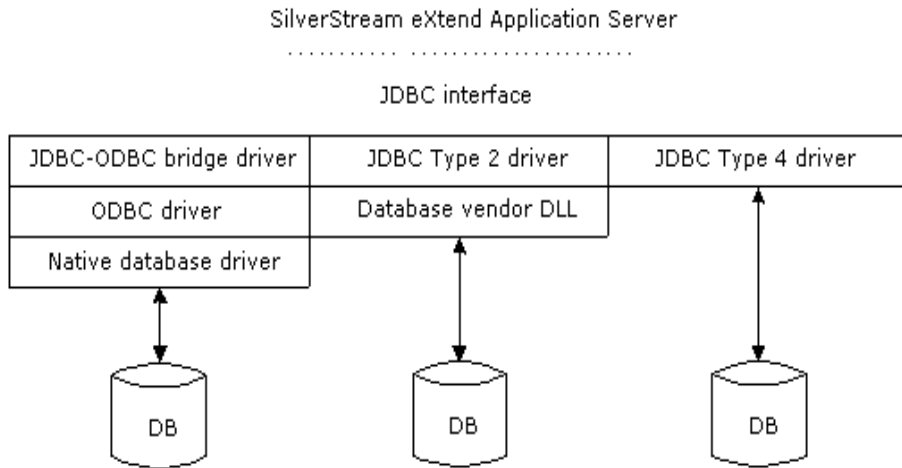 SilverStream eXtend Application Server
JDBC interface
JDBC-ODBC bridge driver
JDBC Type 2 driver
JDBC Type 4 driver
ODBC driver
Database vendor DLL
Native database driver
DB
DB
DB